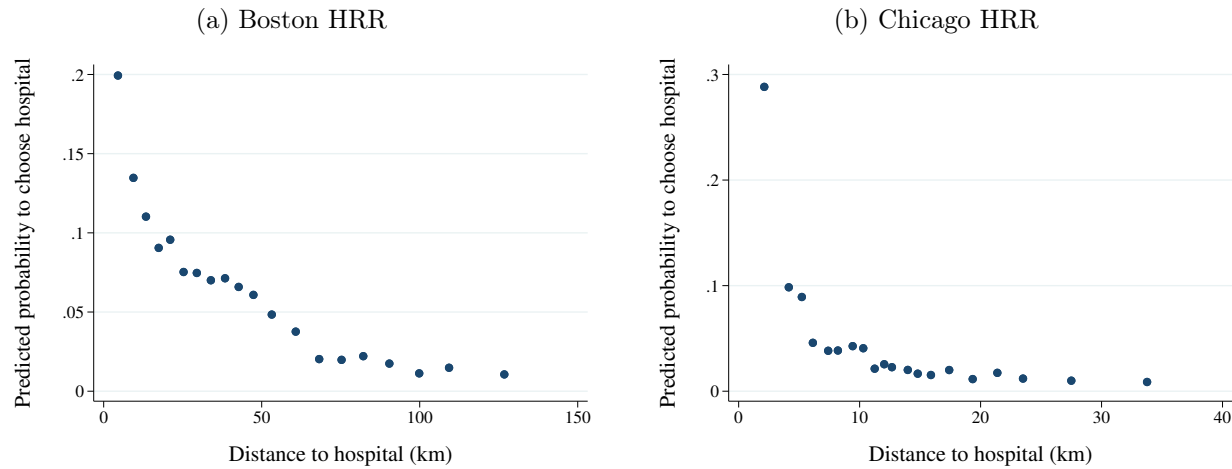 (a) Boston HRR
Predicted probability to choose hospital
.2
.15
.1
.05
0
0 50 100 150
Distance to hospital (km)
(b) Chicago HRR
Predicted probability to choose hospital
.3
.2
.1
0
0 10 20 30 40
Distance to hospital (km)